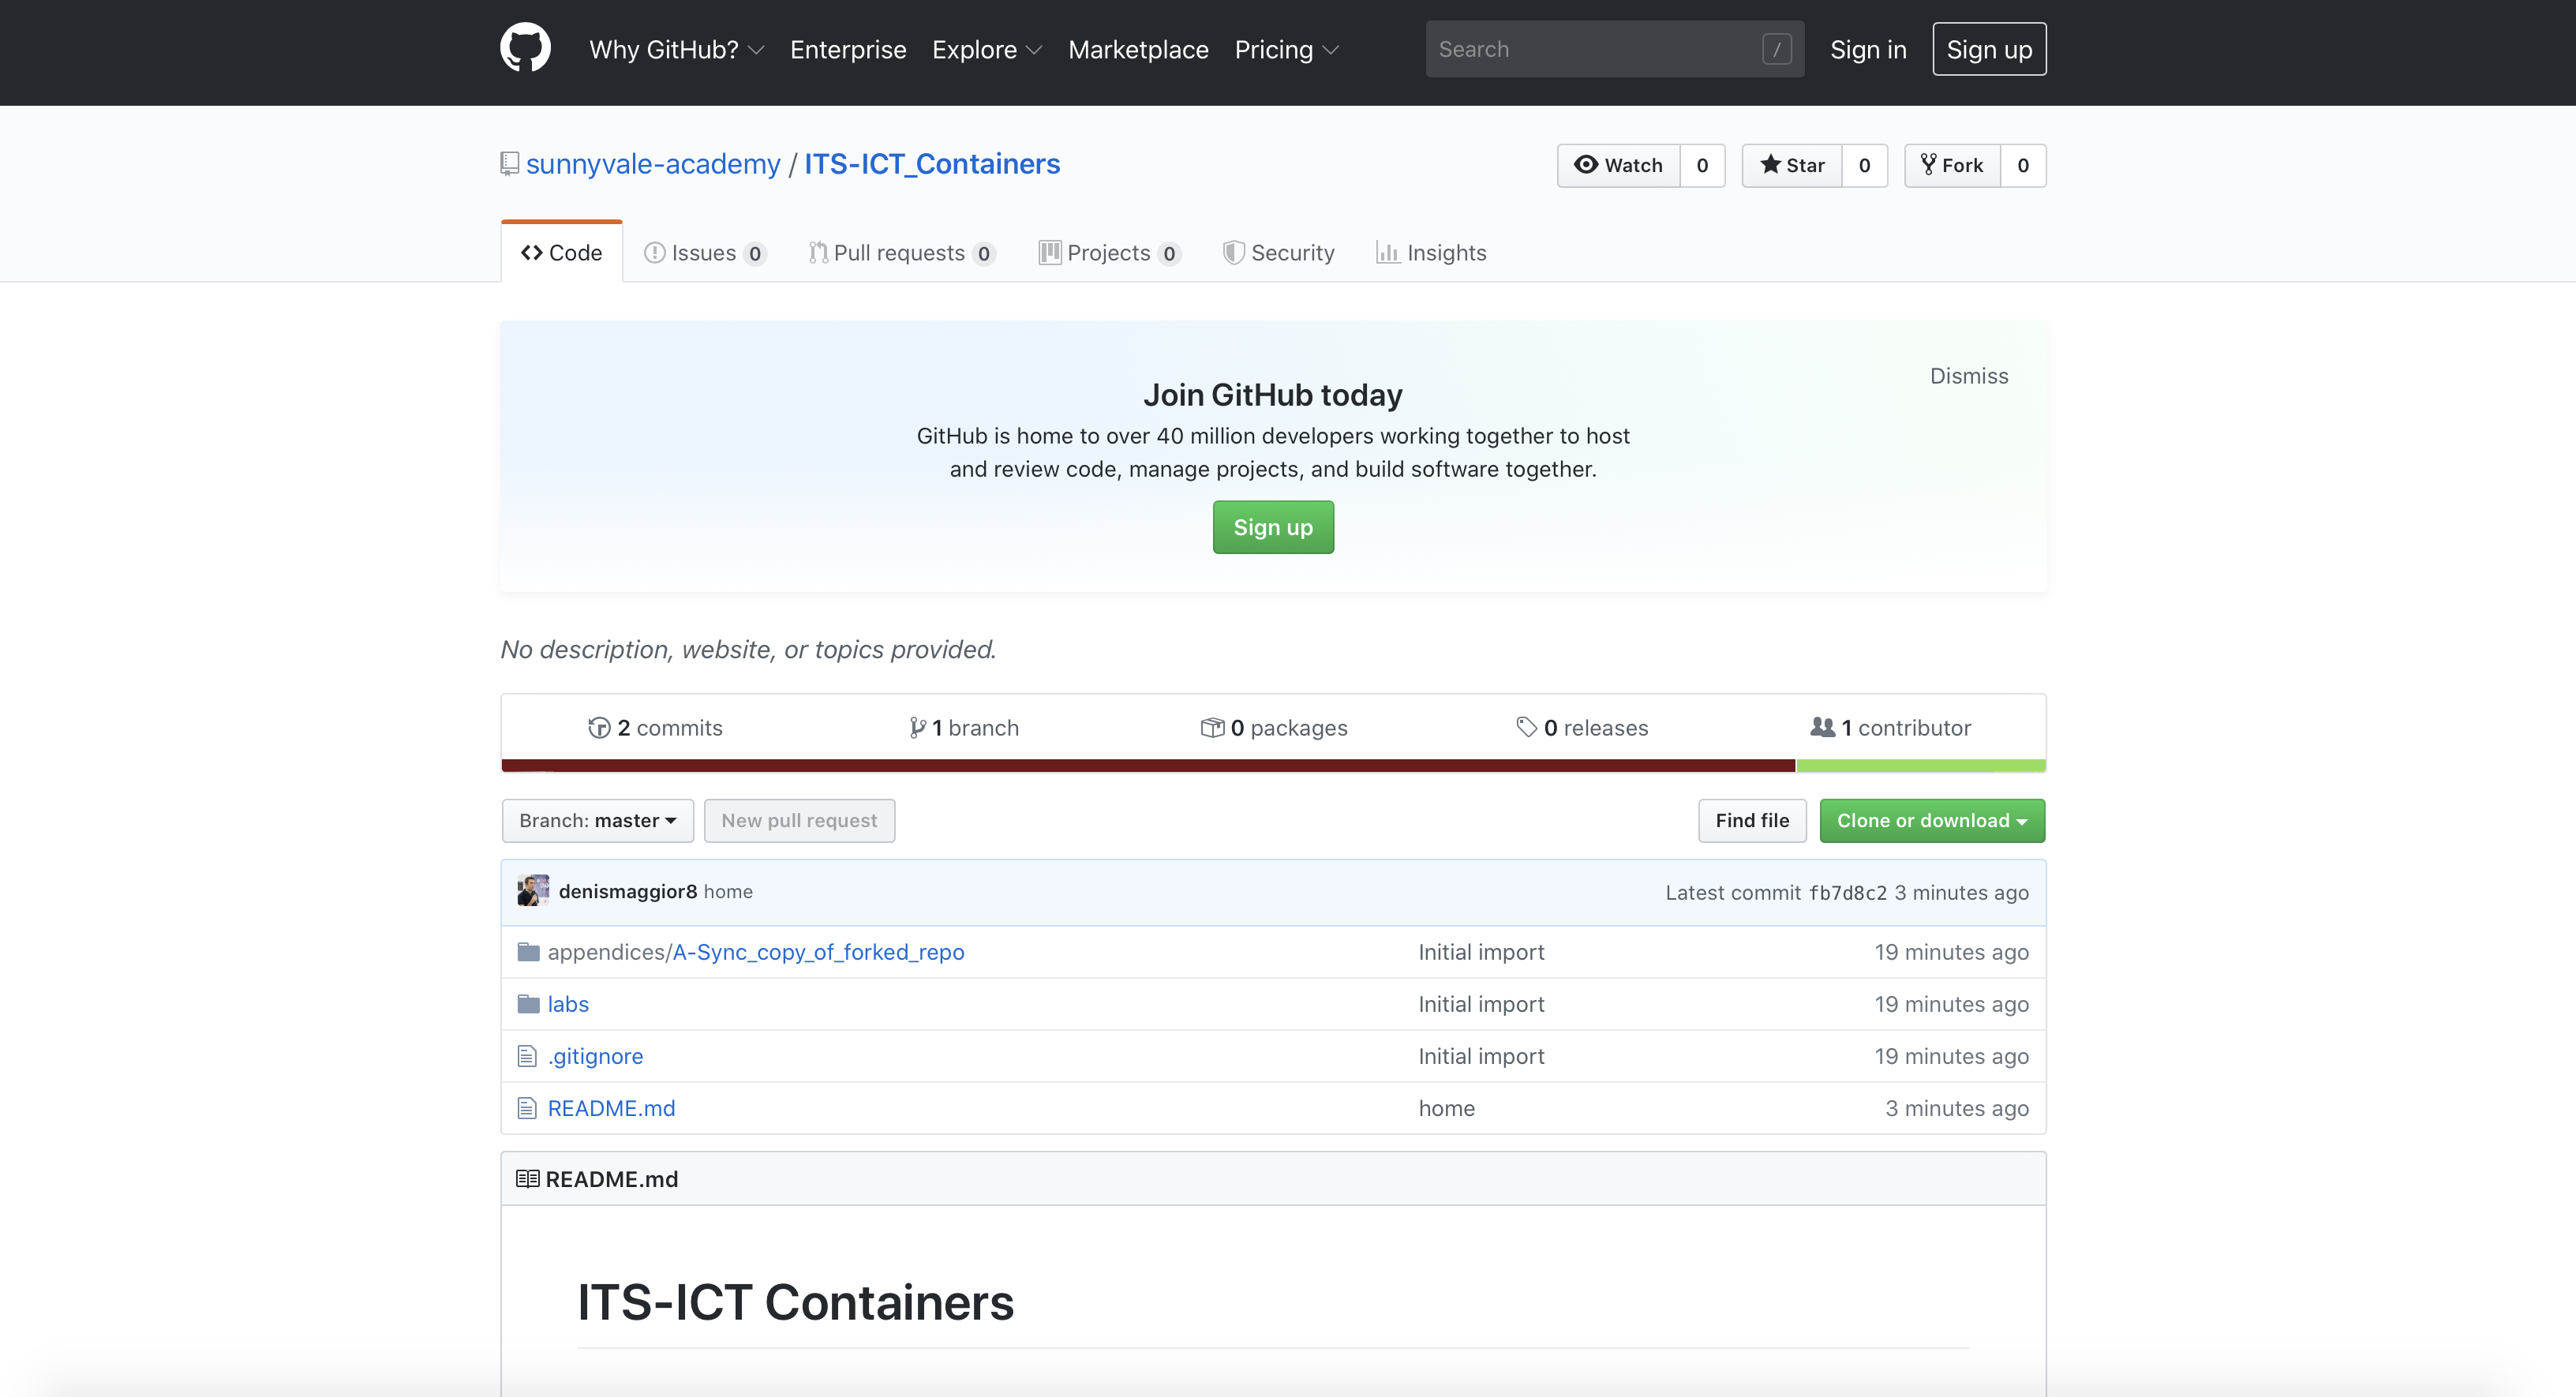 Why GitHub? Enterprise Explore Marketplace Pricing Search / Sign in Sign up
sunnyvale-academy / ITS-ICT_Containers Watch 0 Star 0 Fork 0
Code Issues 0 Pull requests 0 Projects 0 Security Insights
Dismiss
Join GitHub today
GitHub is home to over 40 million developers working together to host
and review code, manage projects, and build software together.
Sign up
No description, website, or topics provided.
2 commits 1 branch 0 packages 0 releases 1 contributor
Branch: master New pull request Find file Clone or download
denismaggior8 home Latest commit fb7d8c2 3 minutes ago
appendices/A-Sync_copy_of_forked_repo Initial import 19 minutes ago
labs Initial import 19 minutes ago
.gitignore Initial import 19 minutes ago
README.md home 3 minutes ago
README.md
ITS-ICT Containers